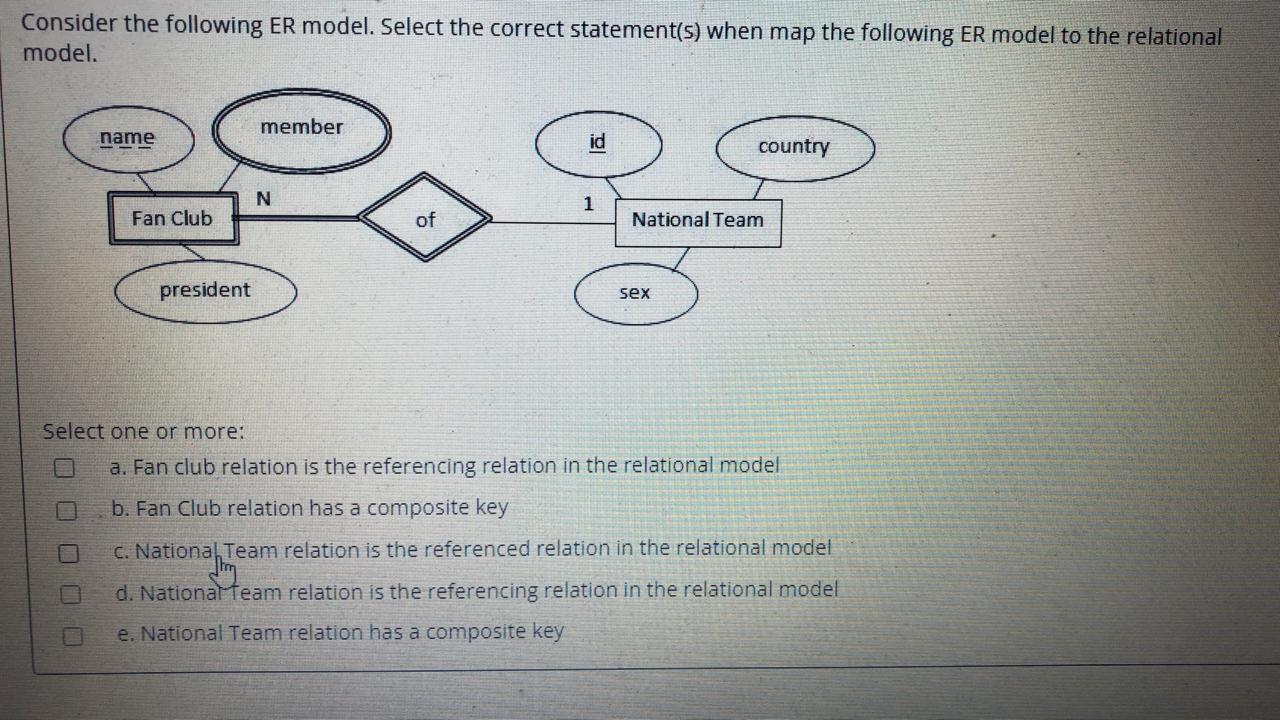 Consider the following ER model. Select the correct statement(s) when map the following ER model to the relational
model.
name
member
id
country
N
1
Fan Club
of
National Team
president
sex
Select one or more:
a. Fan club relation is the referencing relation in the relational model
b. Fan Club relation has a composite key
c. National Team relation is the referenced relation in the relational model
d. National Team relation is the referencing relation in the relational model
e. National Team relation has a composite key